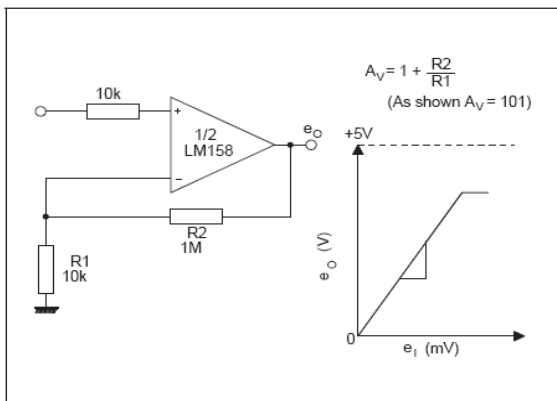 10k
+
1/2
LM158
−
e_O
R2
1M
R1
10k
A_V = 1 + R2/R1
(As shown A_V = 101)
+5V
e_O (V)
0
e_I (mV)